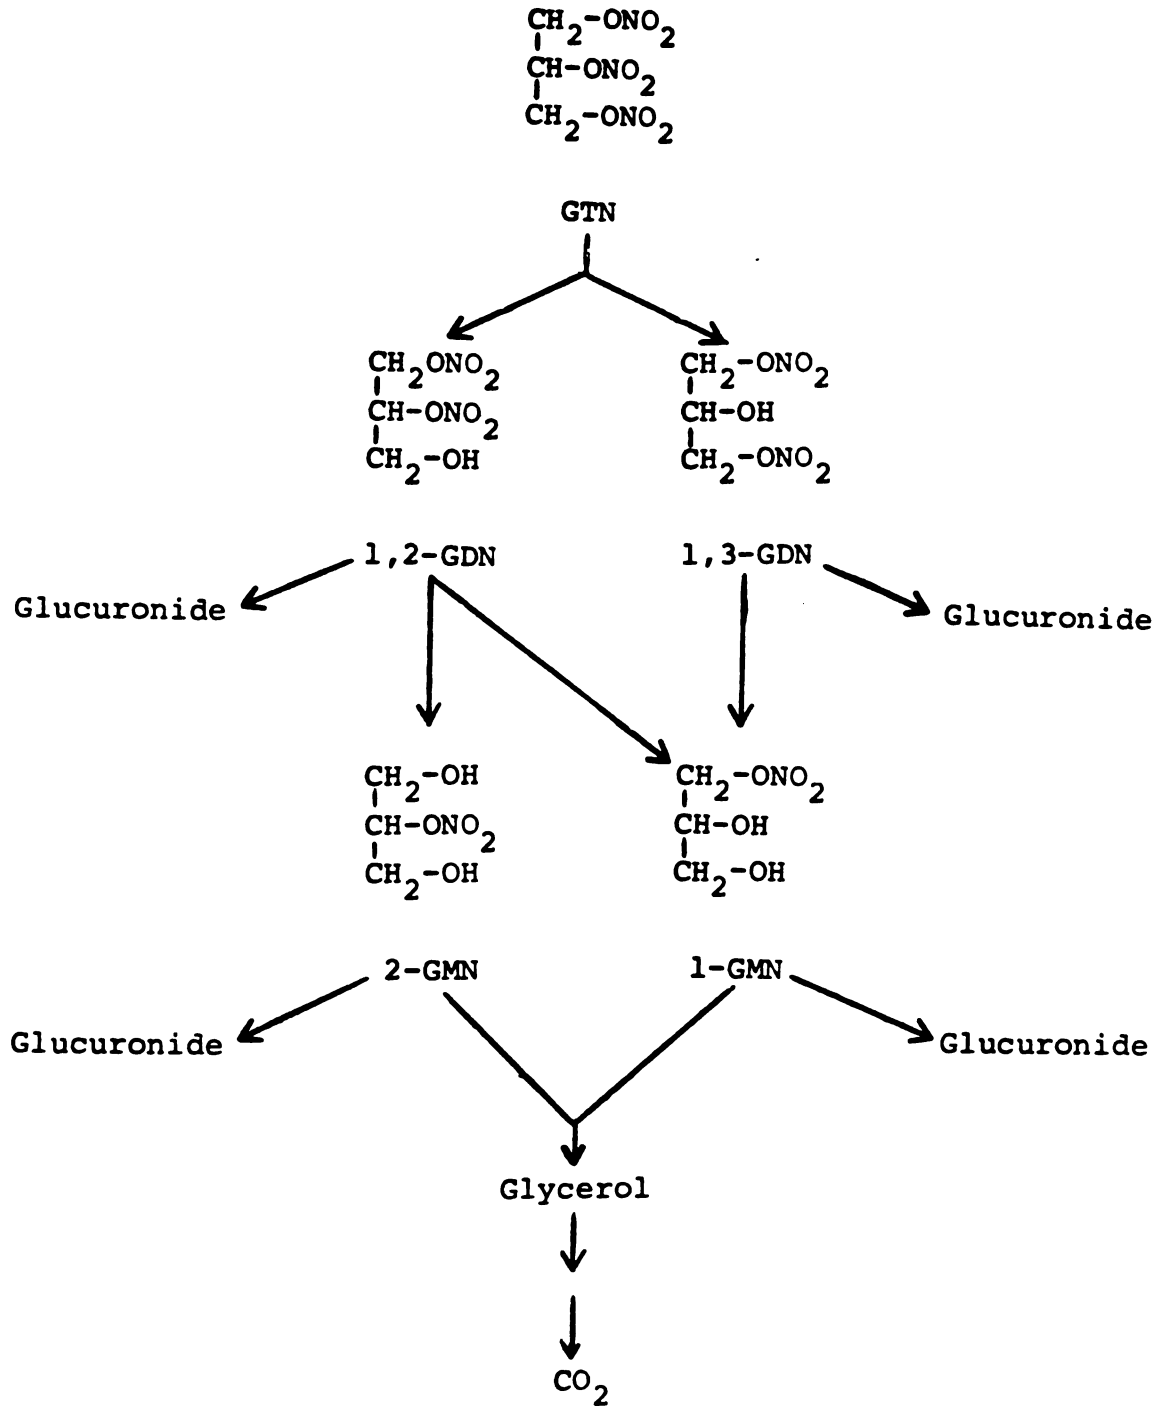 CH2-ONO2
CH-ONO2
CH2-ONO2
GTN
CH2ONO2 CH2-ONO2
CH-ONO2 CH-OH
CH2-OH CH2-ONO2
1,2-GDN 1,3-GDN
Glucuronide Glucuronide
CH2-OH CH2-ONO2
CH-ONO2 CH-OH
CH2-OH CH2-OH
2-GMN 1-GMN
Glucuronide Glucuronide
Glycerol
CO2